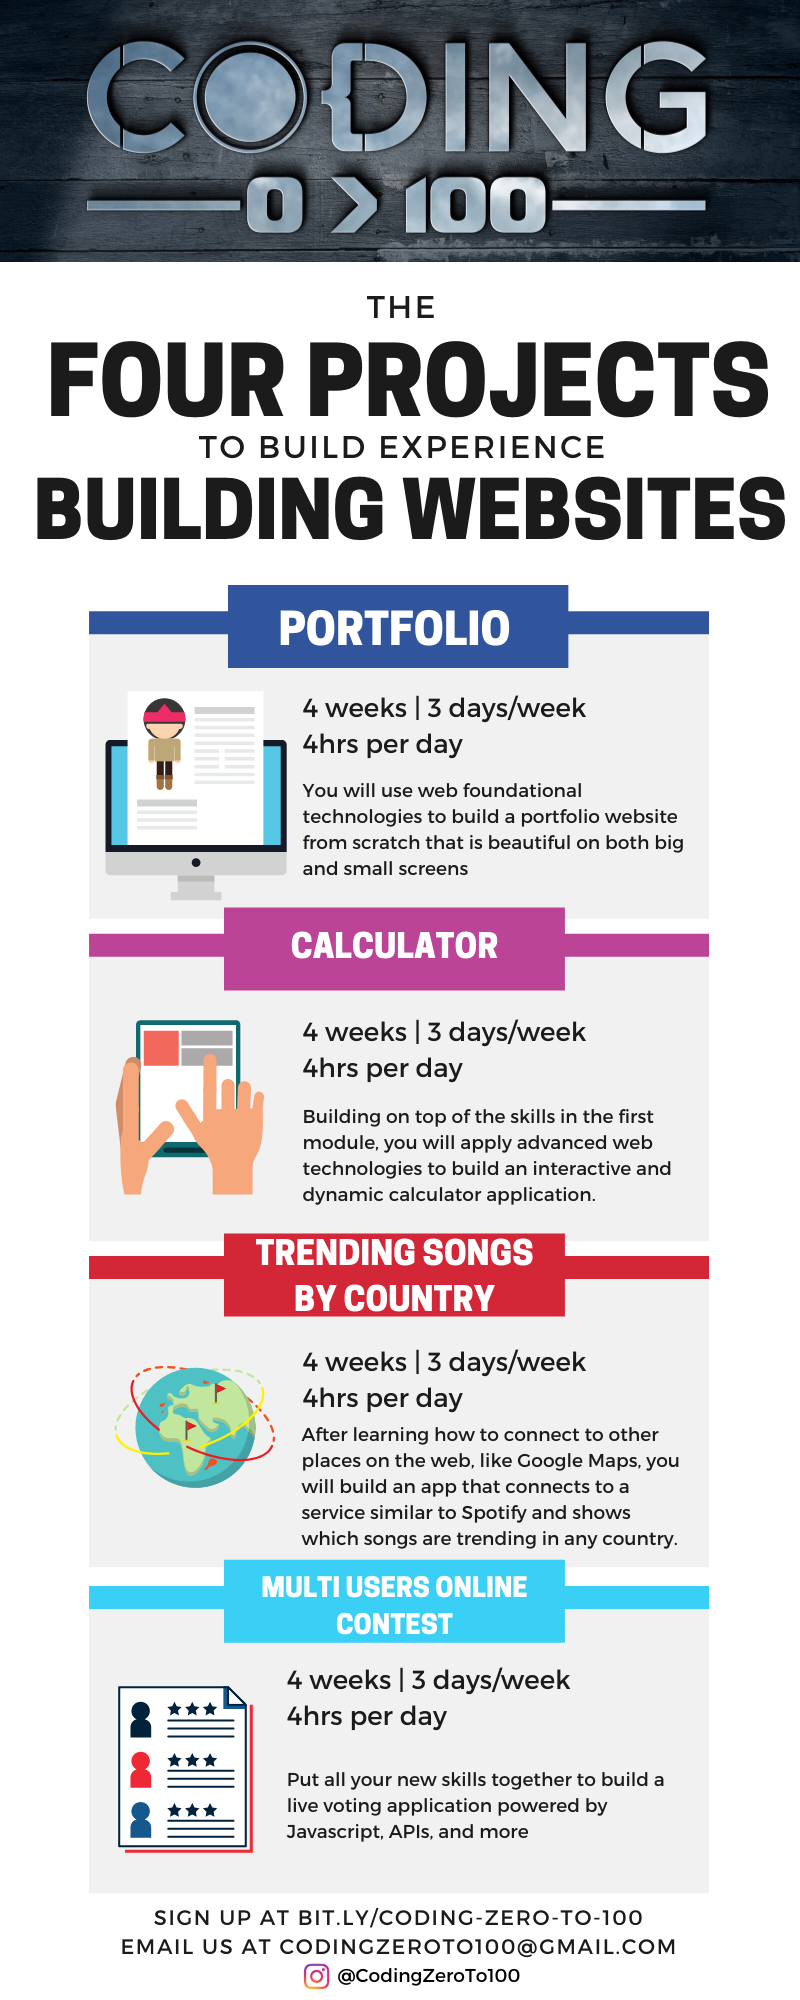 CODING
0 > 100
THE
FOUR PROJECTS
TO BUILD EXPERIENCE
BUILDING WEBSITES
PORTFOLIO
4 weeks | 3 days/week
4hrs per day
You will use web foundational
technologies to build a portfolio website
from scratch that is beautiful on both big
and small screens
CALCULATOR
4 weeks | 3 days/week
4hrs per day
Building on top of the skills in the first
module, you will apply advanced web
technologies to build an interactive and
dynamic calculator application.
TRENDING SONGS
BY COUNTRY
4 weeks | 3 days/week
4hrs per day
After learning how to connect to other
places on the web, like Google Maps, you
will build an app that connects to a
service similar to Spotify and shows
which songs are trending in any country.
MULTI USERS ONLINE
CONTEST
4 weeks | 3 days/week
4hrs per day
Put all your new skills together to build a
live voting application powered by
Javascript, APIs, and more
SIGN UP AT BIT.LY/CODING-ZERO-TO-100
EMAIL US AT CODINGZEROTO100@GMAIL.COM
@CodingZeroTo100